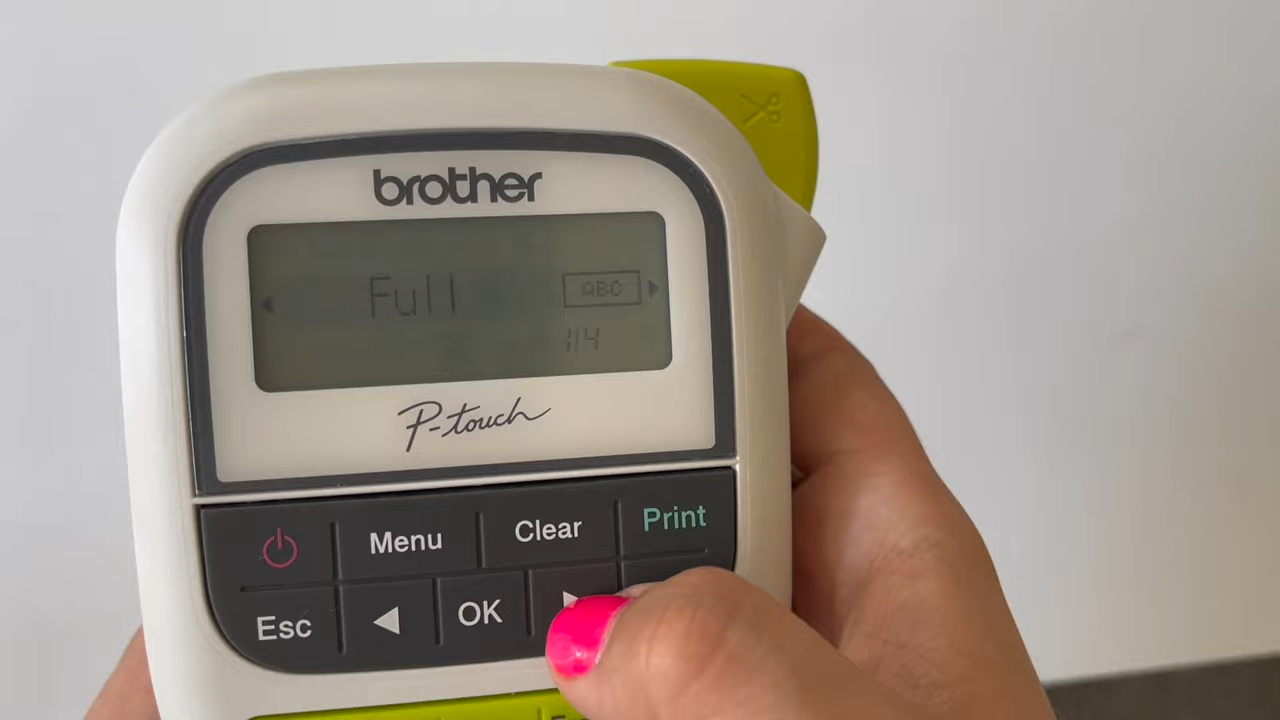 brother
Full
ABC
1/4
P-touch
Menu
Clear
Print
Esc
OK